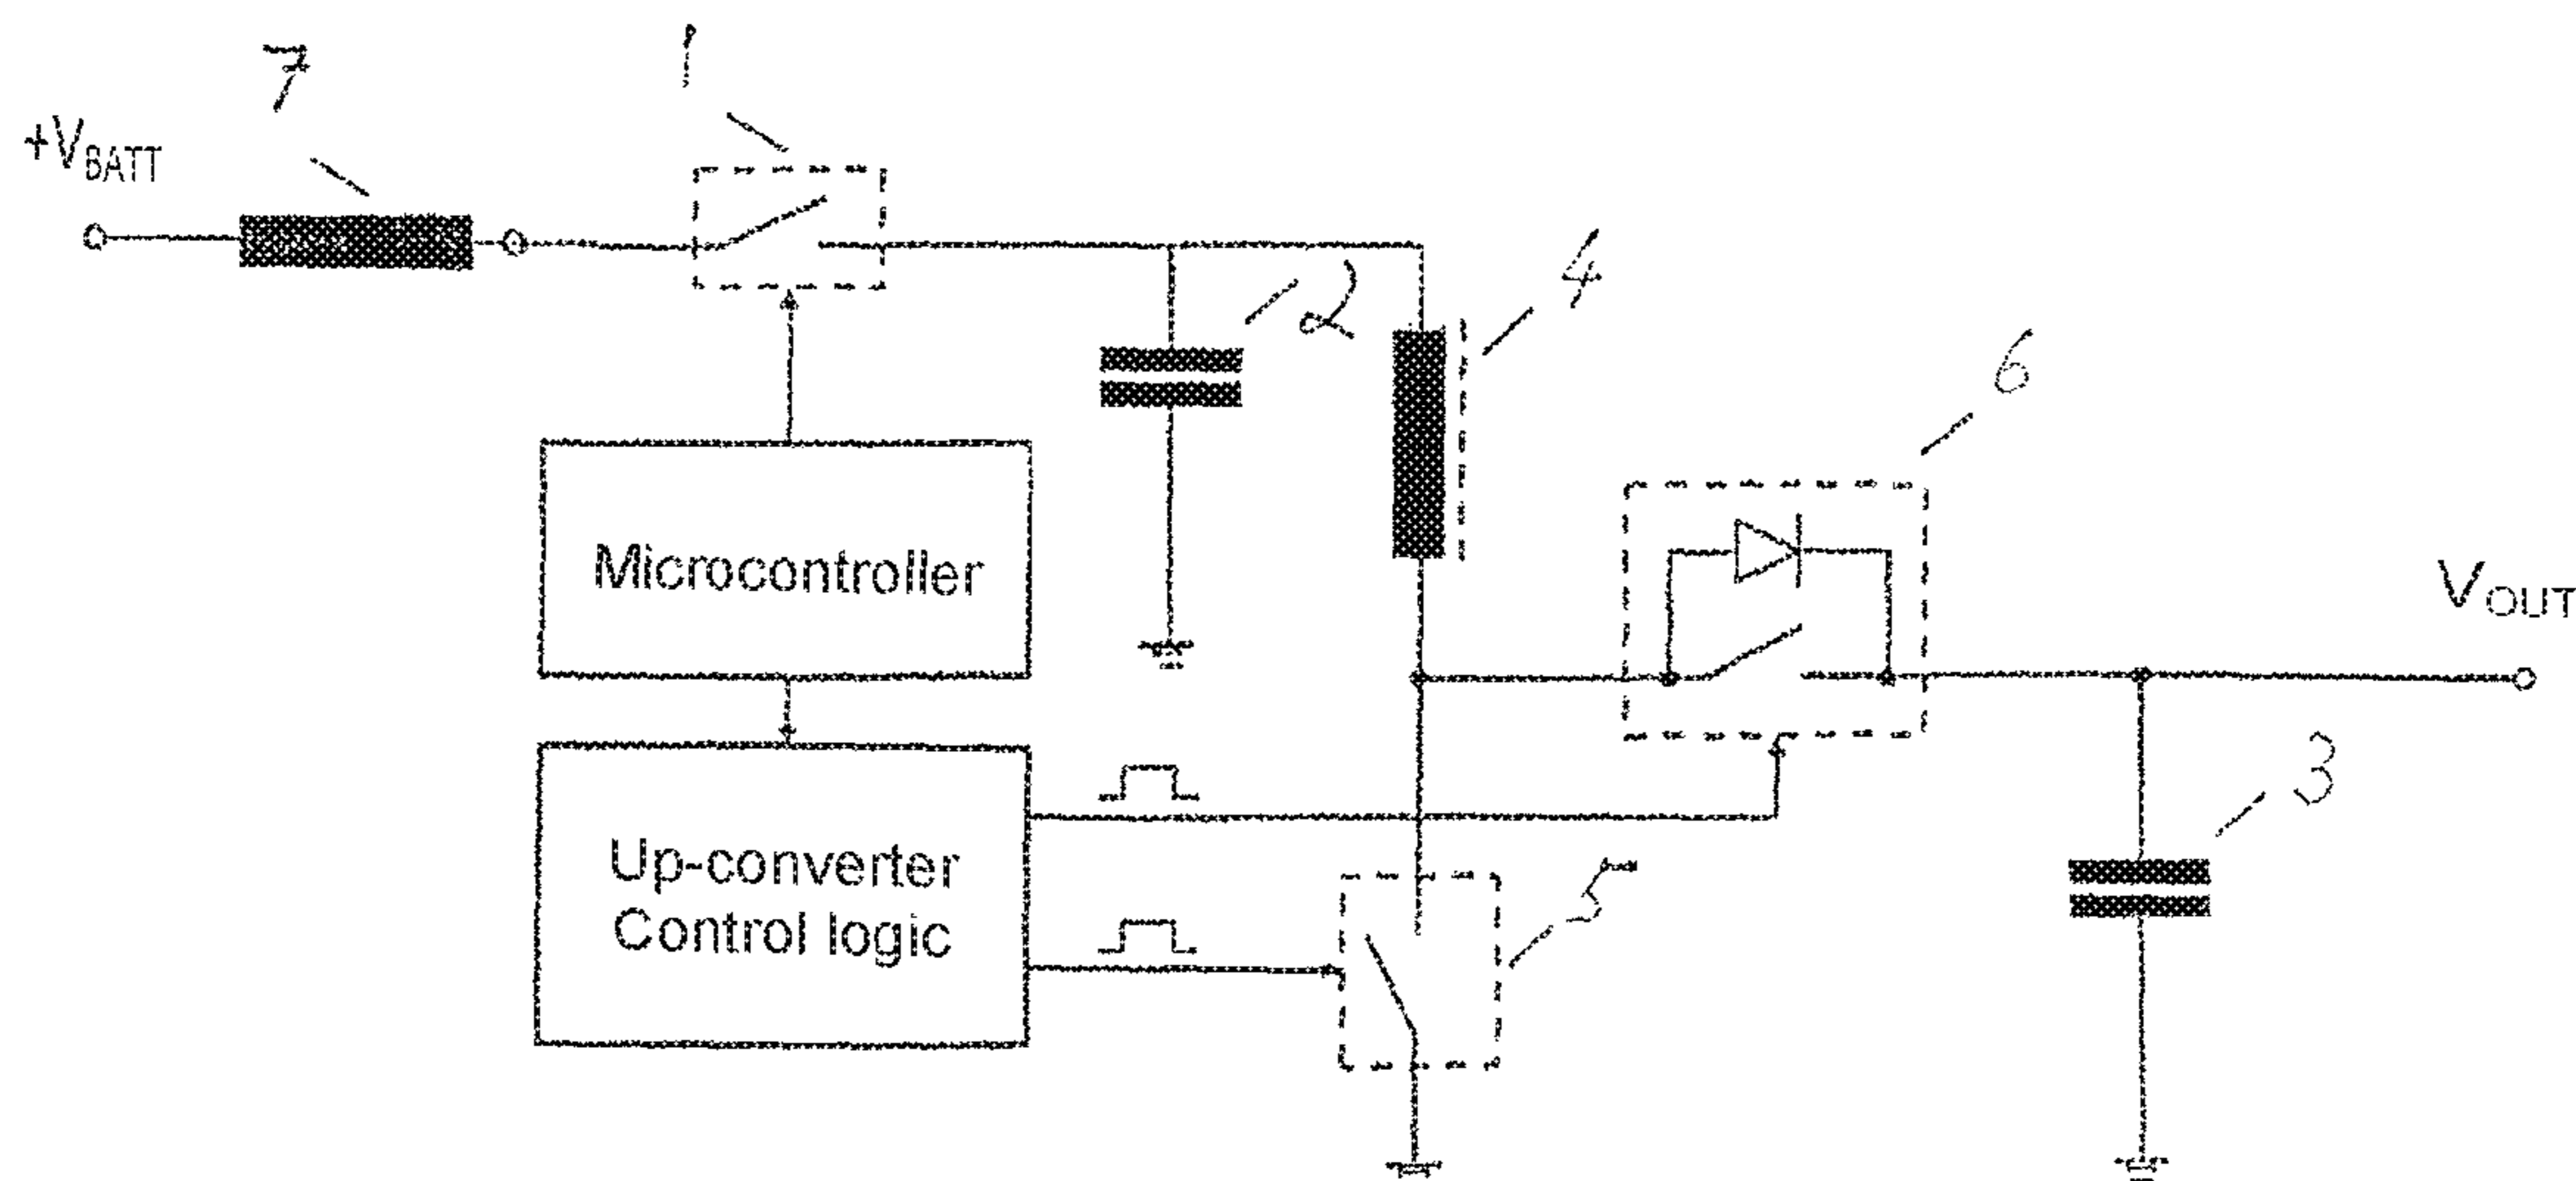 7
1
+VBATT
2
4
6
Microcontroller
VOUT
3
Up-converter
Control logic
5